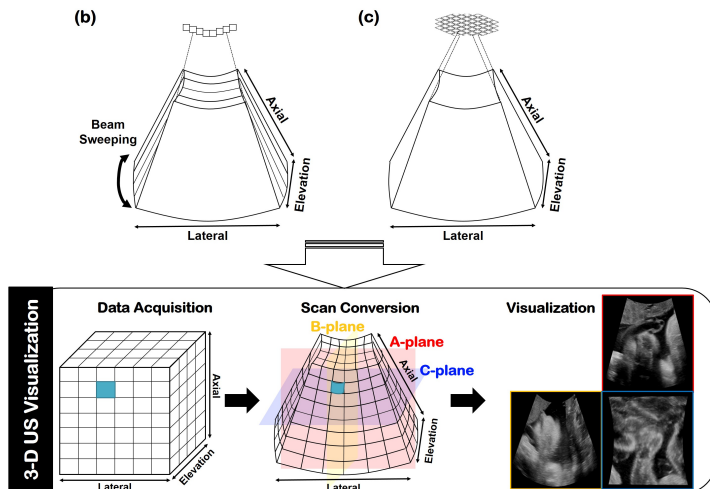 (b)
(c)
Axial
Beam
Sweeping
Elevation
Lateral
Axial
Elevation
Lateral
3-D US Visualization
Data Acquisition
Scan Conversion
Visualization
B-plane
A-plane
C-plane
Axial
Elevation
Lateral
Axial
Elevation
Lateral